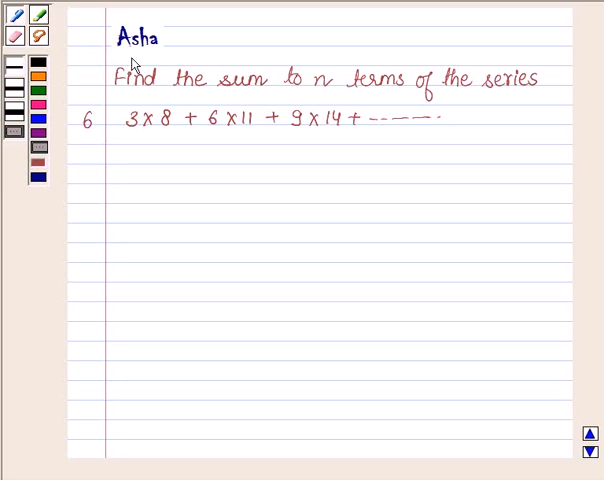 Asha
Find the sum to n terms of the series
6 3 × 8 + 6 × 11 + 9 × 14 + --------.